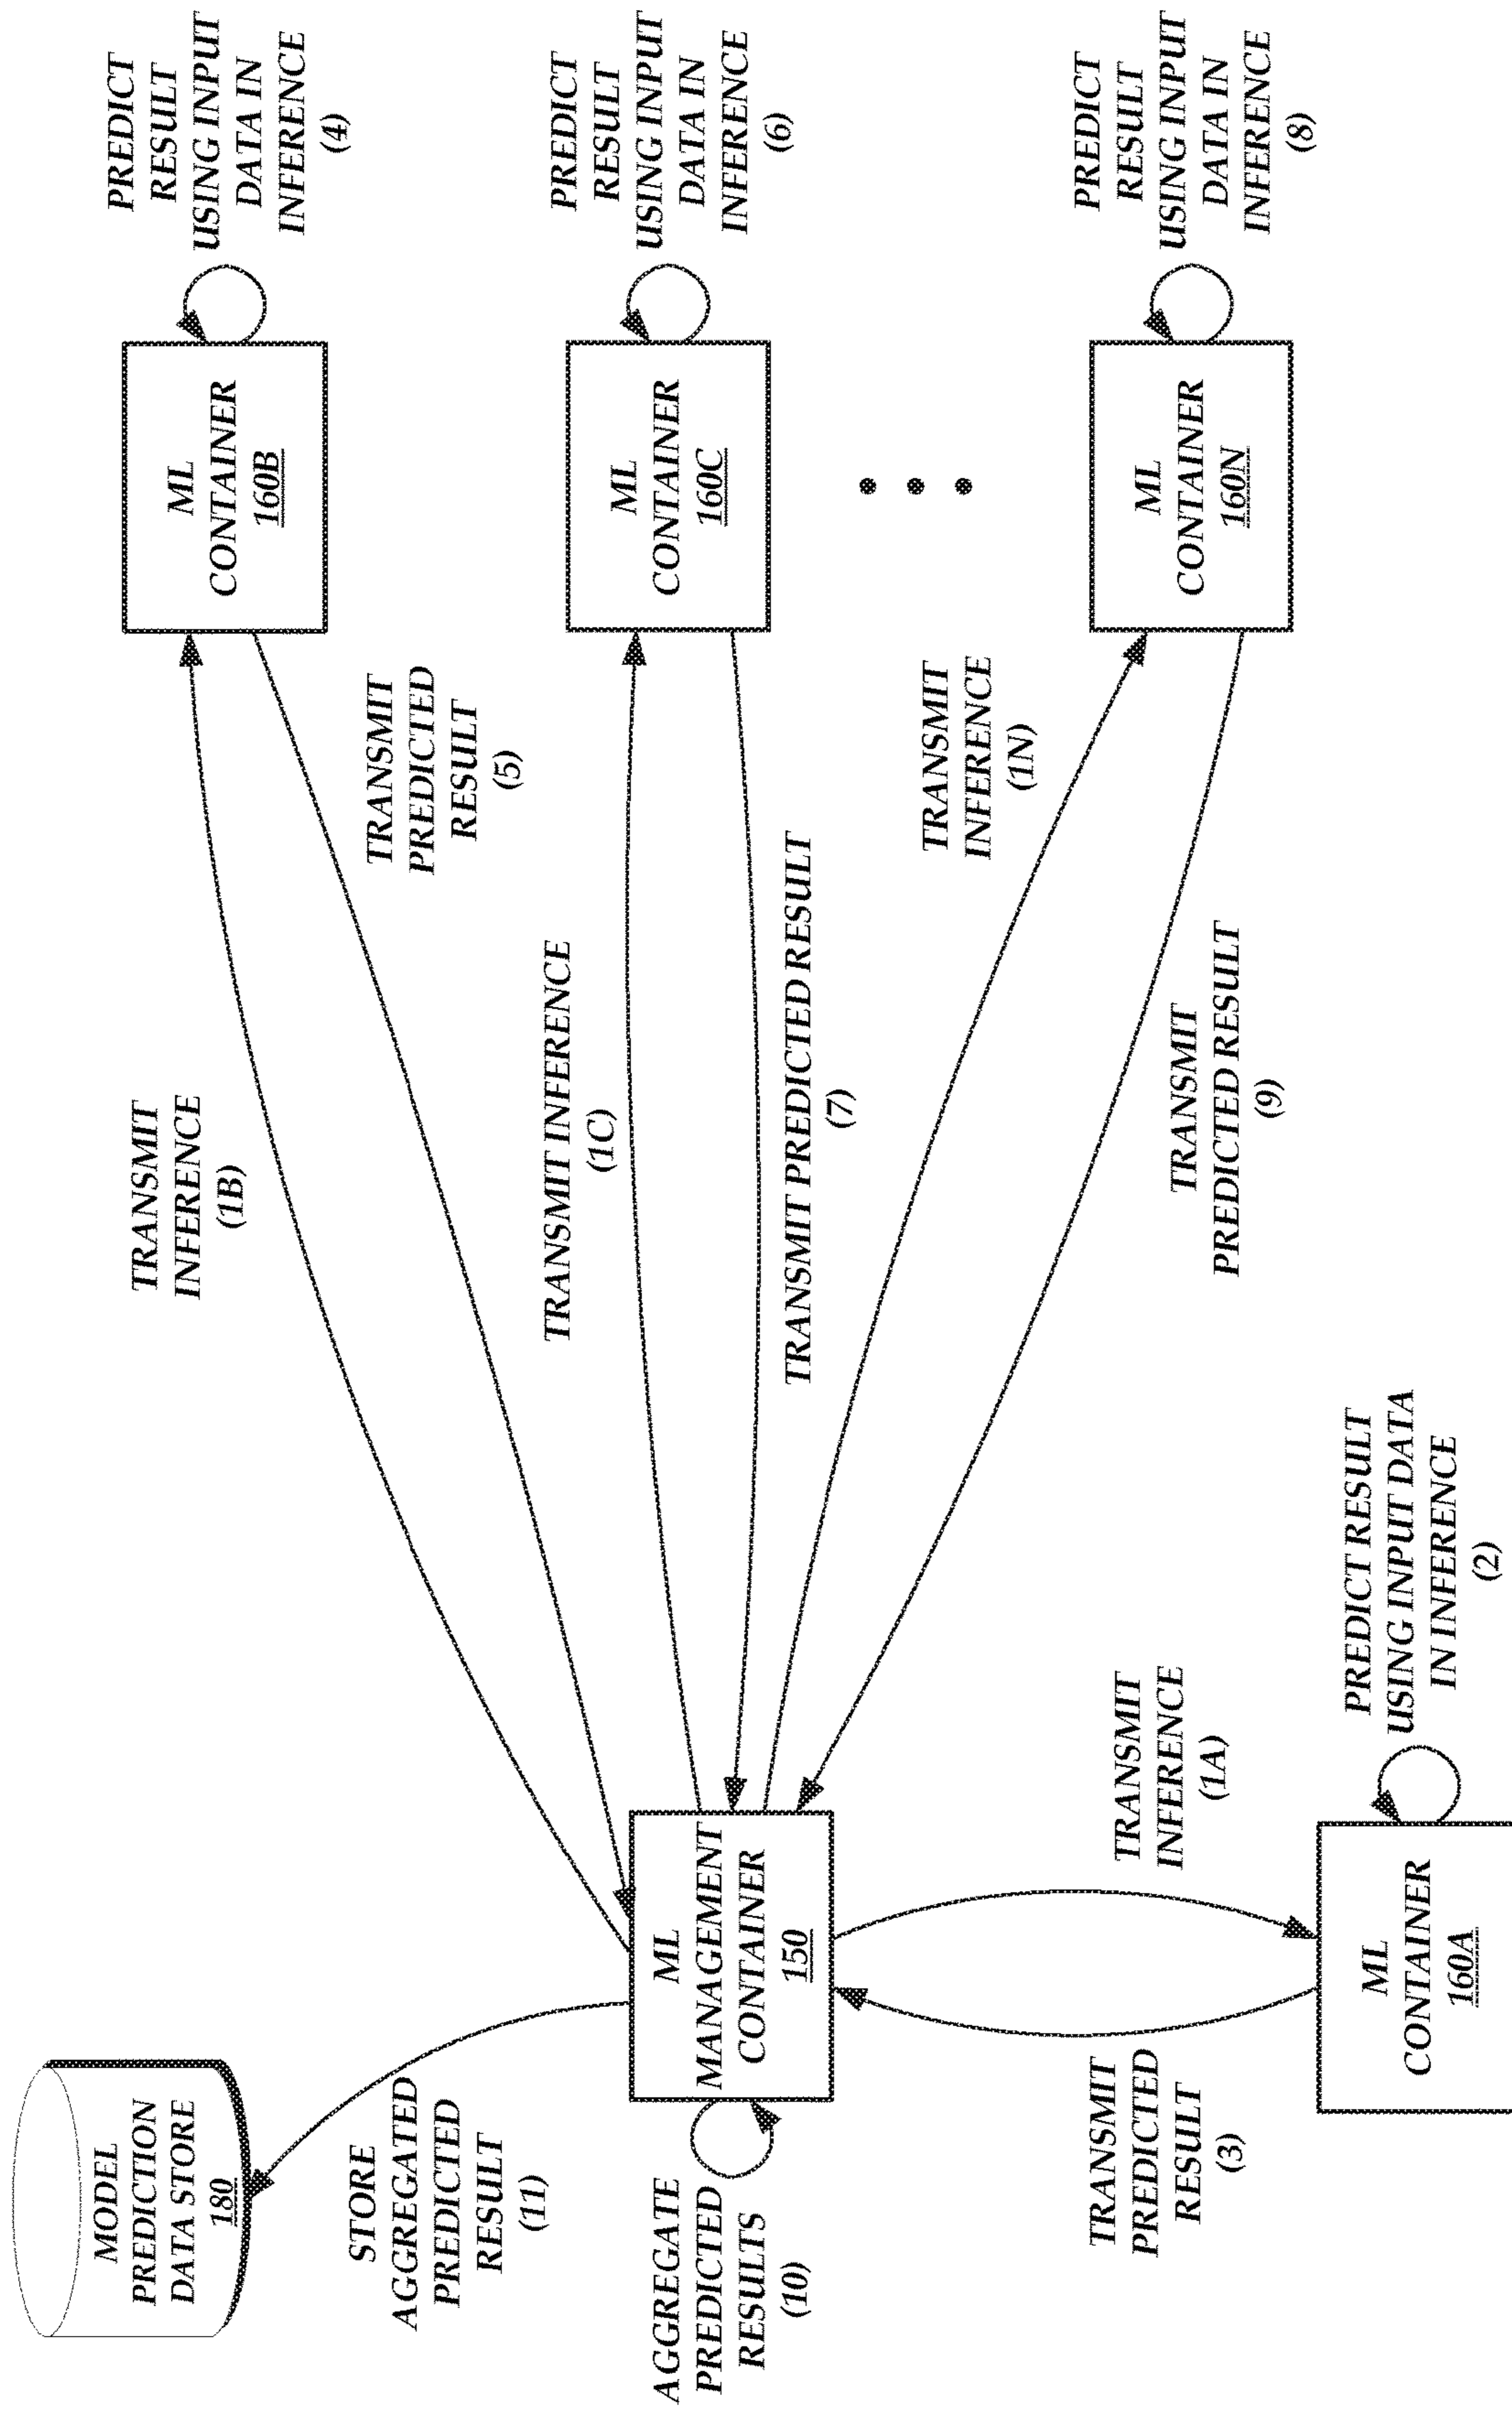 MODEL
PREDICTION
DATA STORE
180
STORE
AGGREGATED
PREDICTED
RESULT
(11)
AGGREGATE
PREDICTED
RESULTS
(10)
ML
MANAGEMENT
CONTAINER
150
TRANSMIT
PREDICTED
RESULT
(3)
TRANSMIT
INFERENCE
(1A)
ML
CONTAINER
160A
PREDICT RESULT
USING INPUT DATA
IN INFERENCE
(2)
TRANSMIT
INFERENCE
(1B)
TRANSMIT
PREDICTED
RESULT
(5)
ML
CONTAINER
160B
PREDICT
RESULT
USING INPUT
DATA IN
INFERENCE
(4)
TRANSMIT INFERENCE
(1C)
TRANSMIT PREDICTED RESULT
(7)
ML
CONTAINER
160C
PREDICT
RESULT
USING INPUT
DATA IN
INFERENCE
(6)
TRANSMIT
INFERENCE
(1N)
TRANSMIT
PREDICTED RESULT
(9)
ML
CONTAINER
160N
PREDICT
RESULT
USING INPUT
DATA IN
INFERENCE
(8)